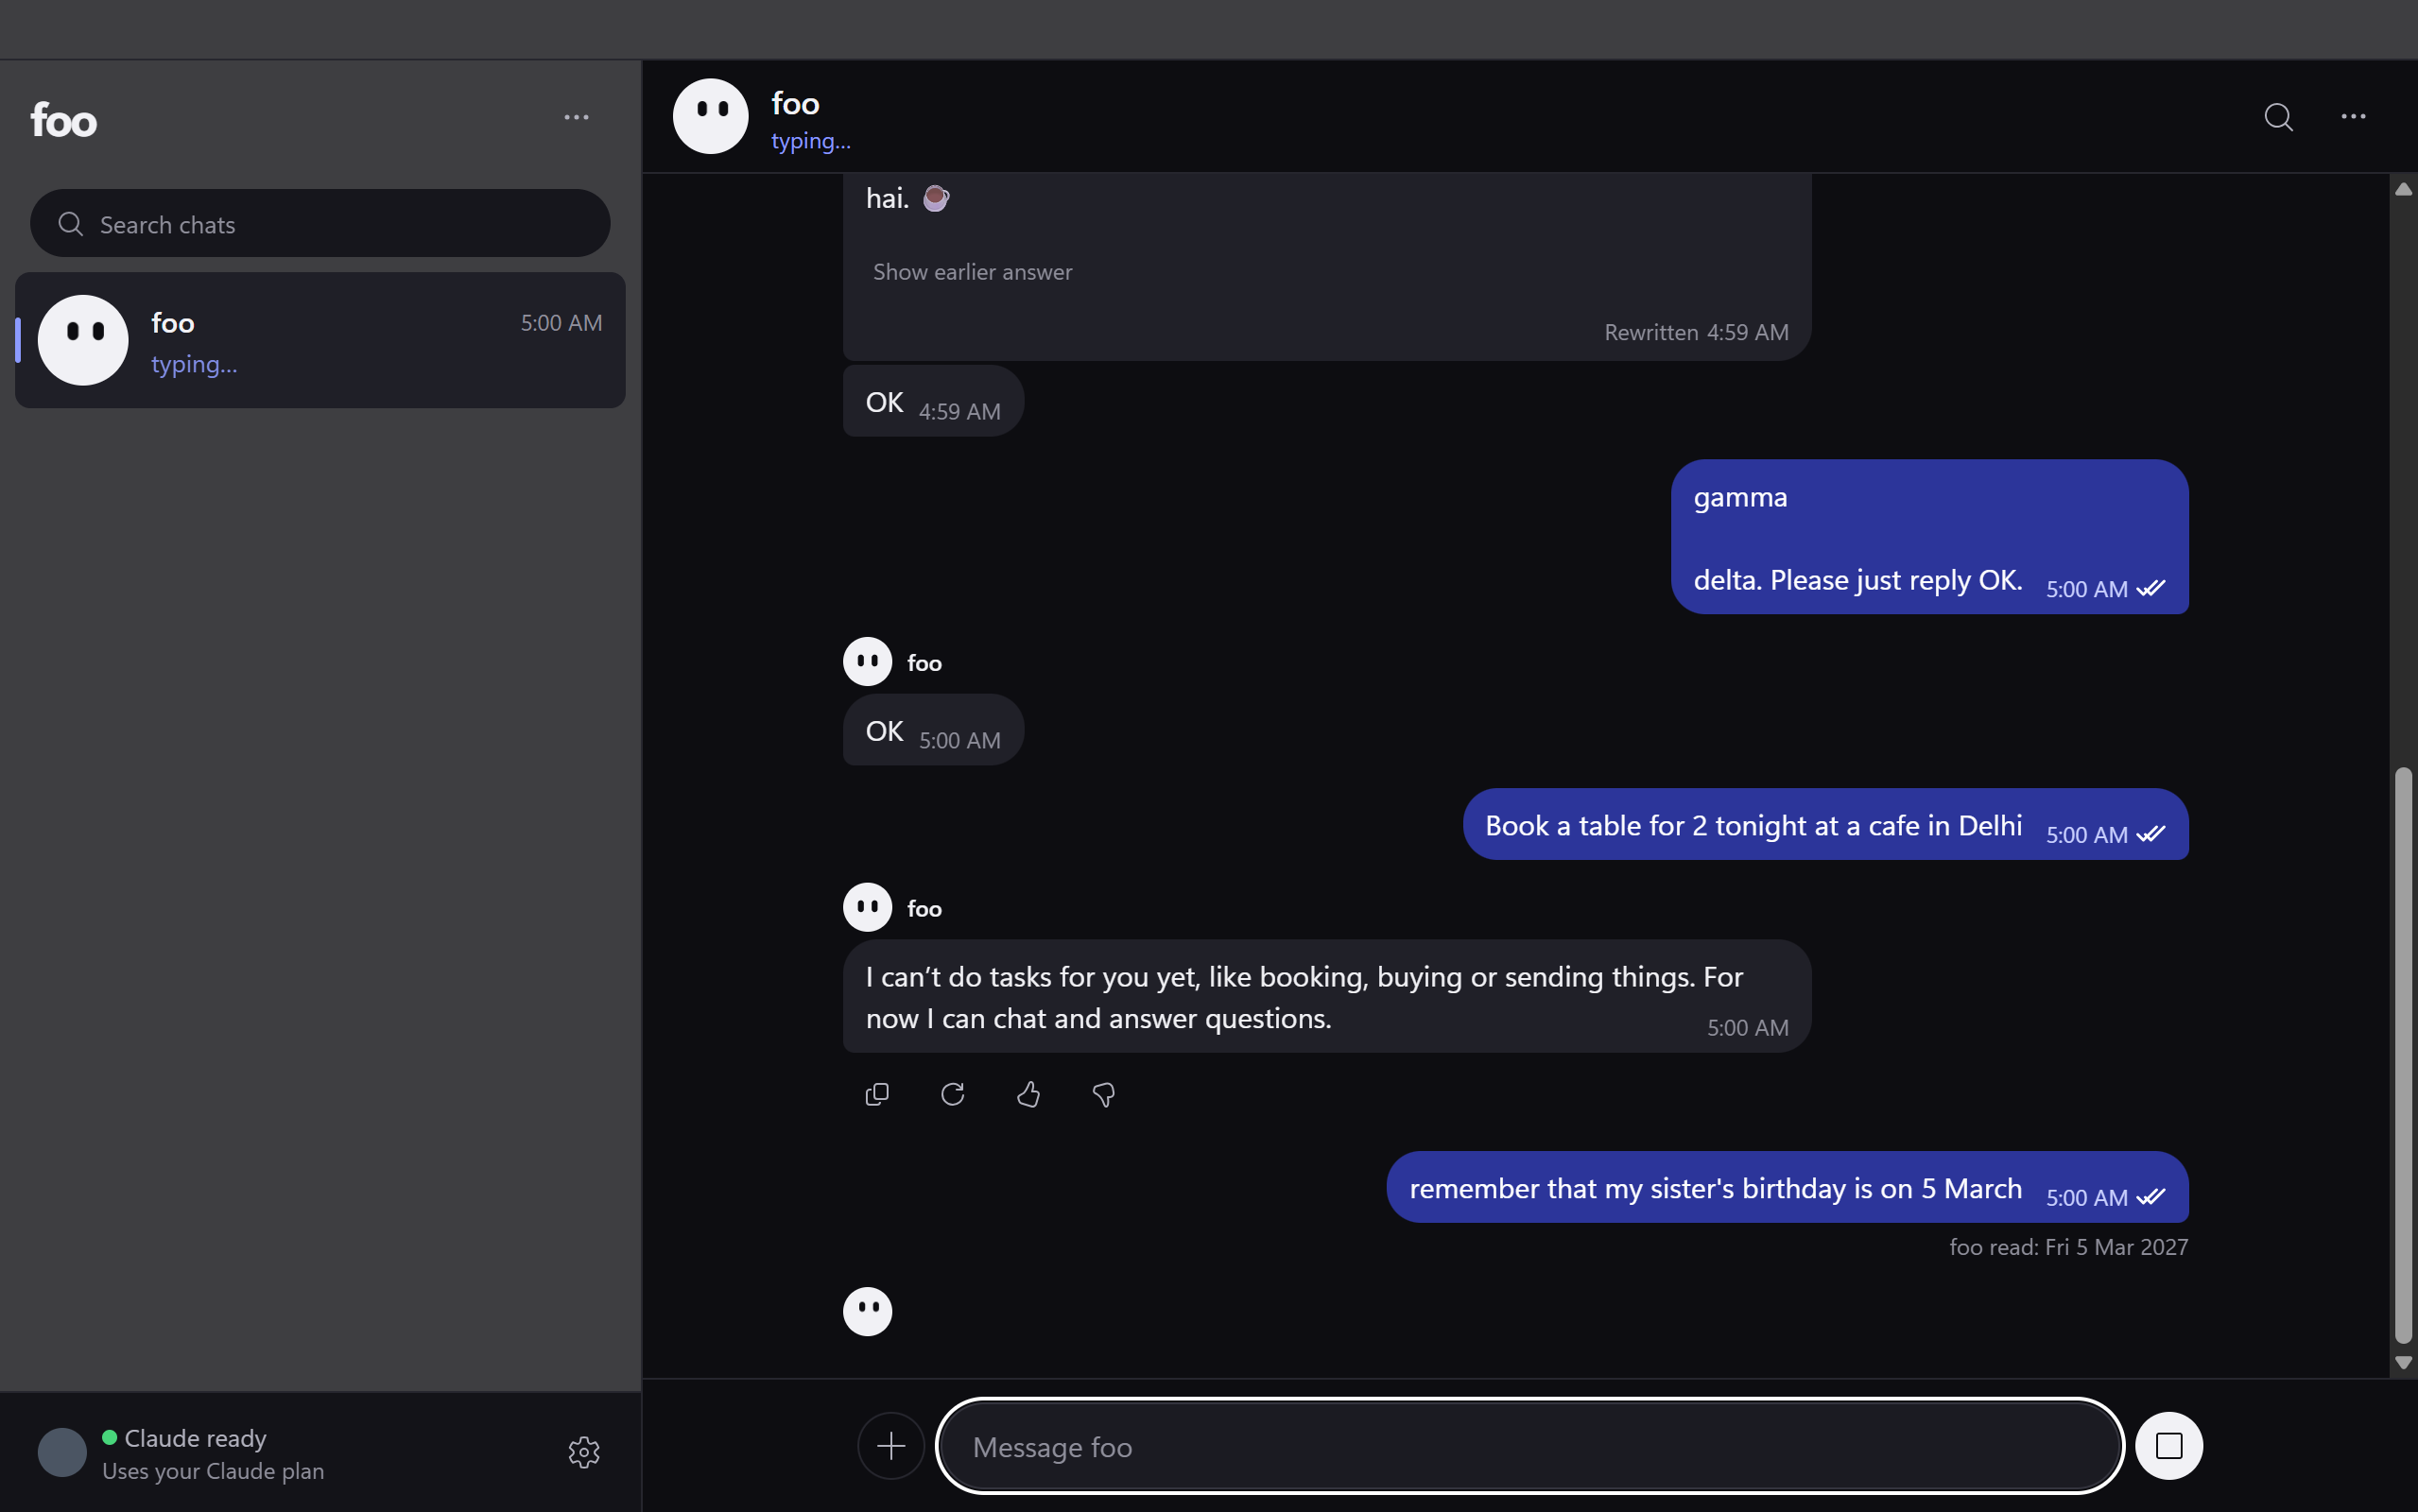 foo
Search chats
foo
5:00 AM
typing...
Claude ready
Uses your Claude plan
foo
typing...
hai.
Show earlier answer
Rewritten 4:59 AM
OK 4:59 AM
gamma
delta. Please just reply OK. 5:00 AM
foo
OK 5:00 AM
Book a table for 2 tonight at a cafe in Delhi 5:00 AM
foo
I can’t do tasks for you yet, like booking, buying or sending things. For
now I can chat and answer questions. 5:00 AM
remember that my sister's birthday is on 5 March 5:00 AM
foo read: Fri 5 Mar 2027
Message foo